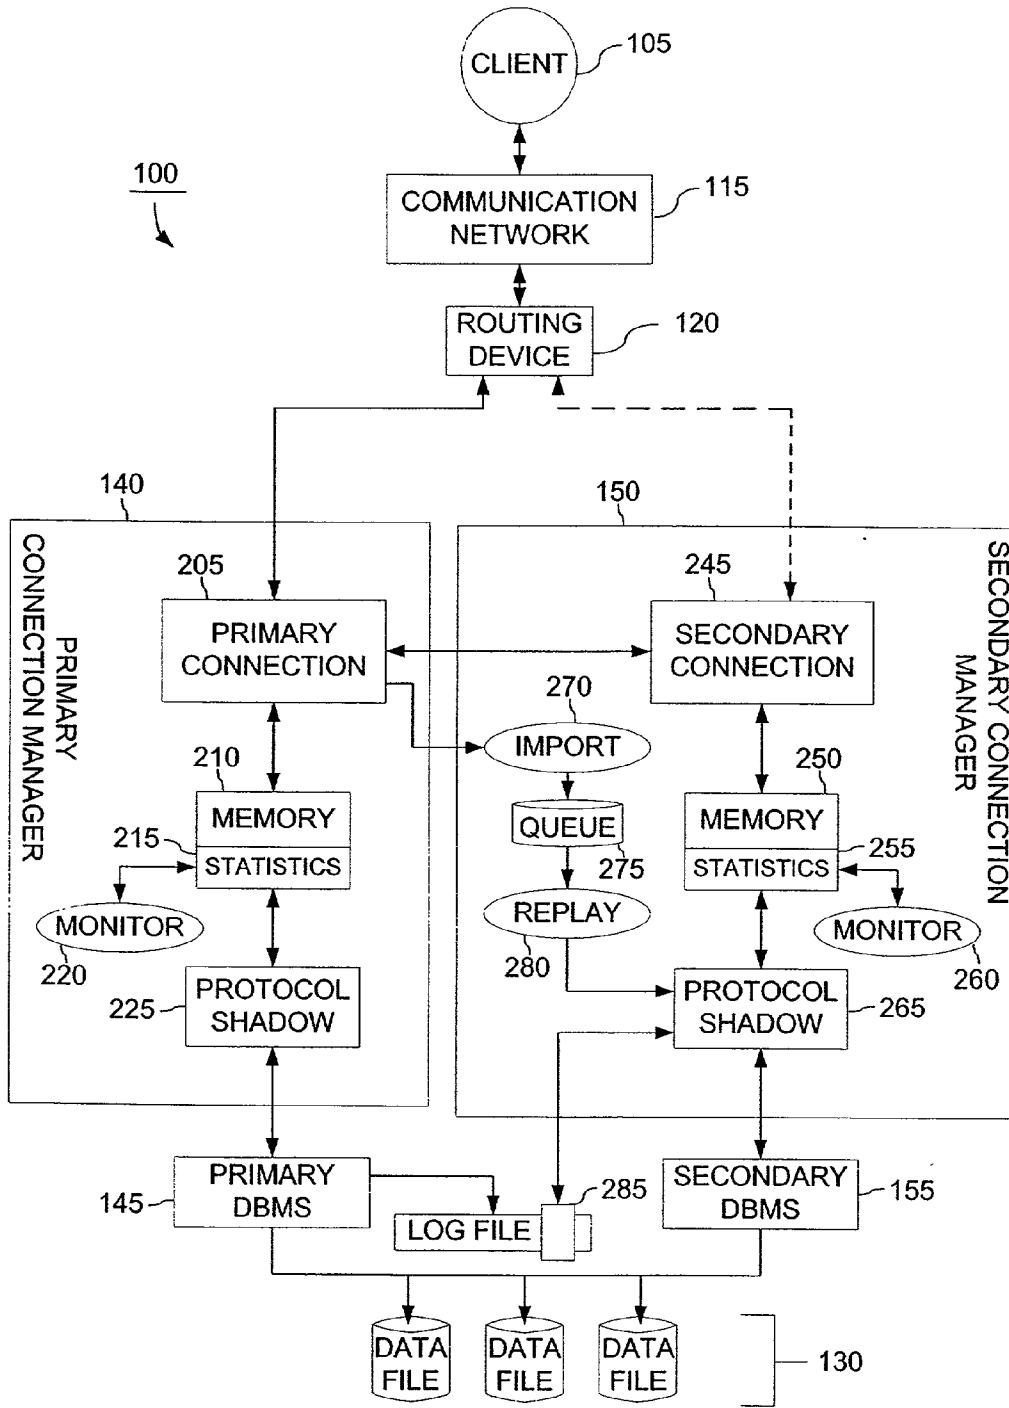 CLIENT
105
100
COMMUNICATION
NETWORK
115
ROUTING
DEVICE
120
140
150
PRIMARY
CONNECTION MANAGER
SECONDARY CONNECTION
MANAGER
205
PRIMARY
CONNECTION
245
SECONDARY
CONNECTION
270
IMPORT
210
MEMORY
215
STATISTICS
MONITOR
220
QUEUE
275
REPLAY
280
250
MEMORY
255
STATISTICS
MONITOR
260
225
PROTOCOL
SHADOW
PROTOCOL
SHADOW
265
145
PRIMARY
DBMS
LOG FILE
285
SECONDARY
DBMS
155
DATA
FILE
DATA
FILE
DATA
FILE
130